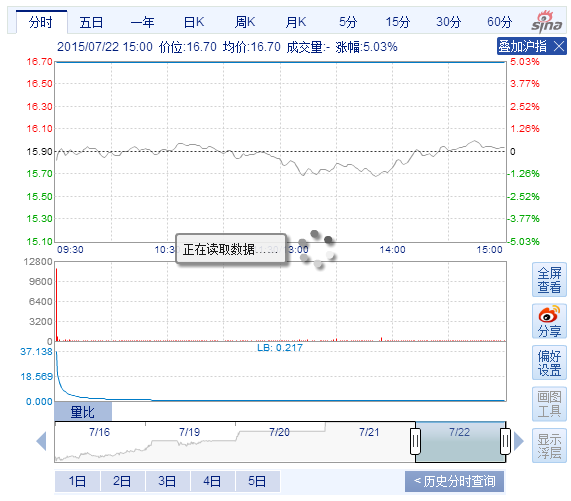 分时 五日 一年 日K 周K 月K 5分 15分 30分 60分
sina
2015/07/22 15:00 价位:16.70 均价:16.70 成交量:- 涨幅:5.03%
叠加沪指
16.70 5.03%
16.50 3.77%
16.30 2.52%
16.10 1.26%
15.90 0
15.70 -1.26%
15.50 -2.52%
15.30 -3.77%
15.10 -5.03%
09:30 10:30 13:00 14:00 15:00
正在读取数据......
12800
9600
6400
3200
0
全屏查看
分享
偏好设置
画图工具
显示浮层
LB: 0.217
37.138
18.569
0.000
量比
7/16 7/19 7/20 7/21 7/22
1日 2日 3日 4日 5日
<历史分时查询